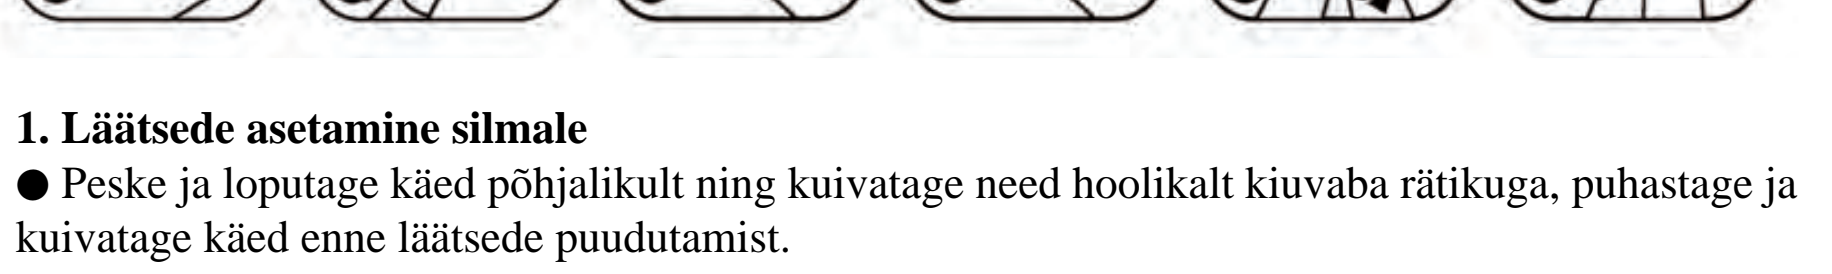 1. Läätsede asetamine silmale
● Peske ja loputage käed põhjalikult ning kuivatage need hoolikalt kiuvaba rätikuga, puhastage ja
kuivatage käed enne läätsede puudutamist.